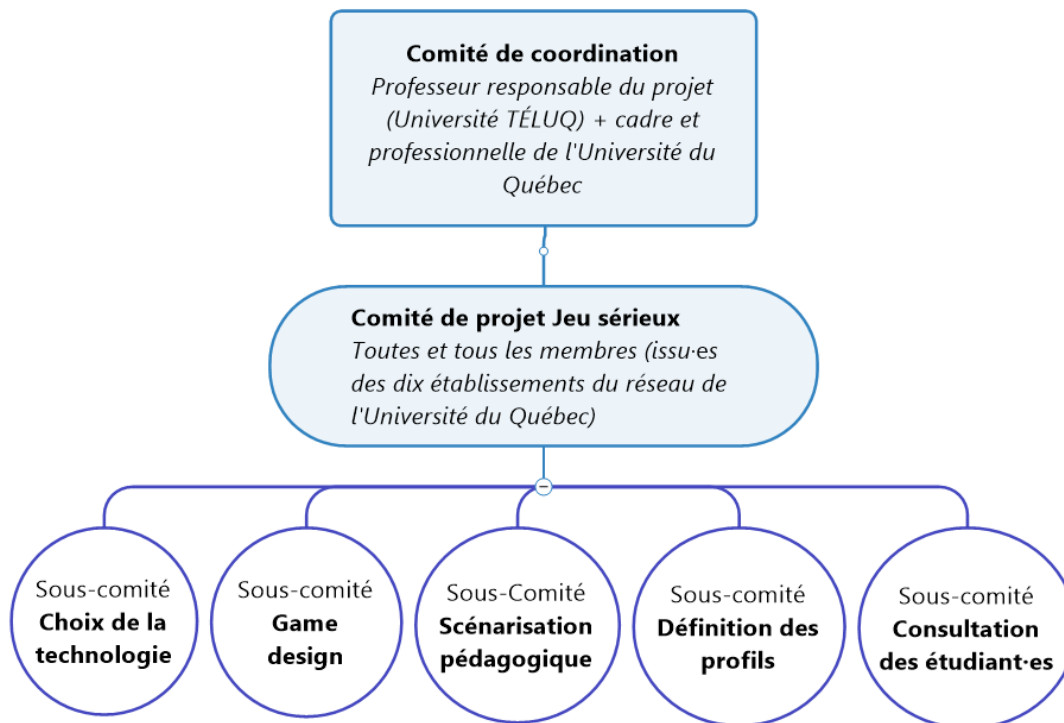 Comité de coordination
Professeur responsable du projet
(Université TÉLUQ) + cadre et
professionnelle de l'Université du
Québec
Comité de projet Jeu sérieux
Toutes et tous les membres (issu·es
des dix établissements du réseau de
l'Université du Québec)
Sous-comité
Choix de la
technologie
Sous-comité
Game
design
Sous-Comité
Scénarisation
pédagogique
Sous-comité
Définition des
profils
Sous-comité
Consultation
des étudiant·es